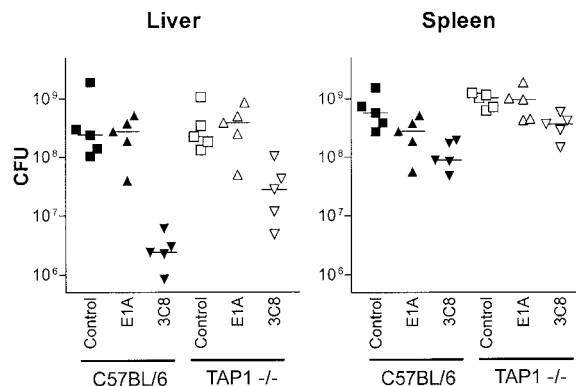 Liver
Spleen
CFU
10⁹
10⁸
10⁷
10⁶
10⁹
10⁸
10⁷
10⁶
Control
E1A
3C8
Control
E1A
3C8
Control
E1A
3C8
Control
E1A
3C8
C57BL/6
TAP1 -/-
C57BL/6
TAP1 -/-